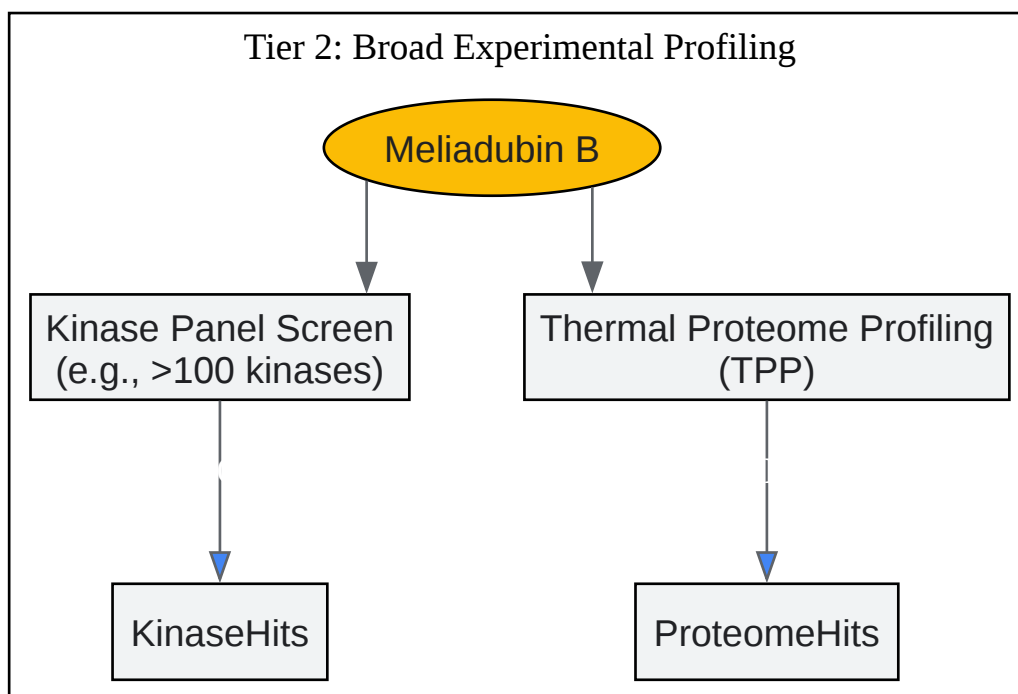 Tier 2: Broad Experimental Profiling
Meliadubin B
Kinase Panel Screen
(e.g., >100 kinases)
Thermal Proteome Profiling
(TPP)
KinaseHits
ProteomeHits